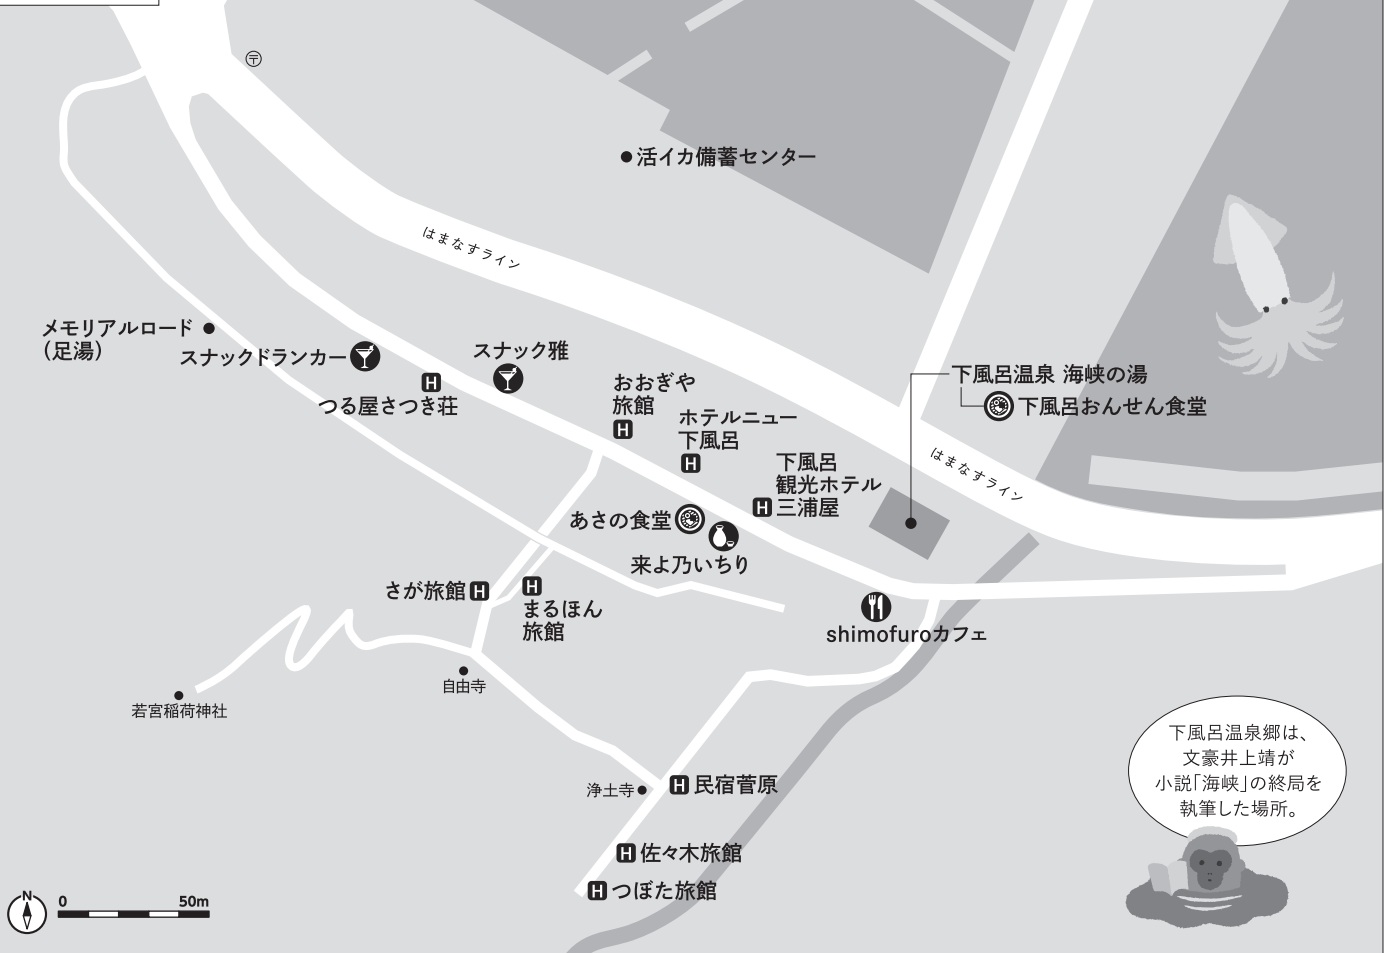 〒
活イカ備蓄センター
はまなすライン
メモリアルロード
（足湯）
スナックドランカー
スナック雅
H
つる屋さつき荘
おおぎや
旅館
H
ホテルニュー
下風呂
H
下風呂
観光ホテル
H 三浦屋
下風呂温泉 海峡の湯
下風呂おんせん食堂
はまなすライン
あさの食堂
来よ乃いちり
さが旅館 H
H
まるほん
旅館
shimofuroカフェ
自由寺
若宮稲荷神社
浄土寺
H 民宿菅原
H 佐々木旅館
H つぼた旅館
下風呂温泉郷は、
文豪井上靖が
小説「海峡」の終局を
執筆した場所。
N
0 50m